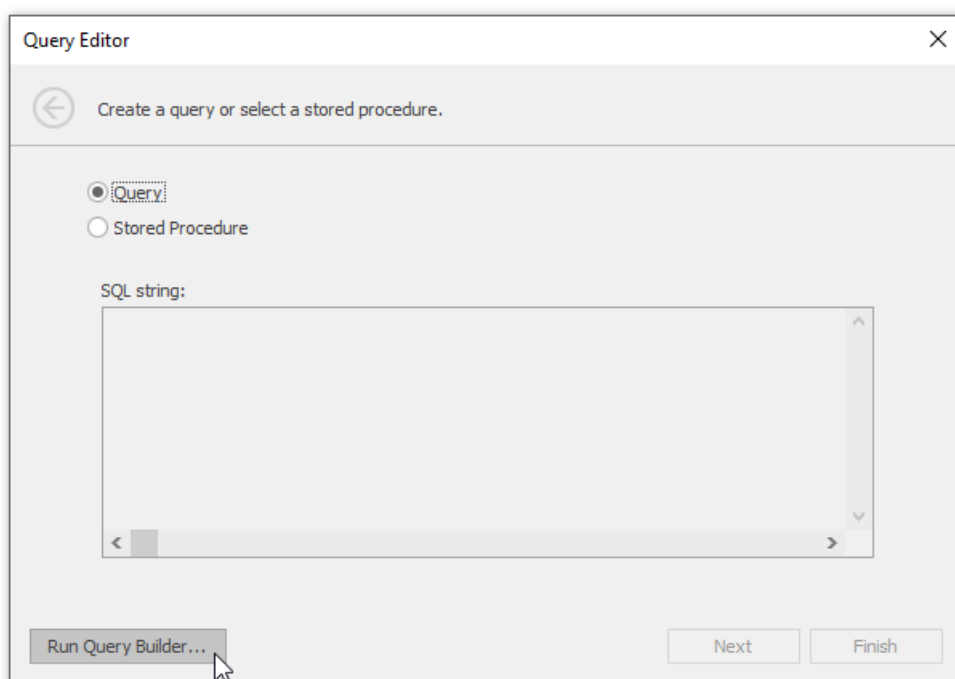 Query Editor
Create a query or select a stored procedure.
Query
Stored Procedure
SQL string:
Run Query Builder...
Next
Finish